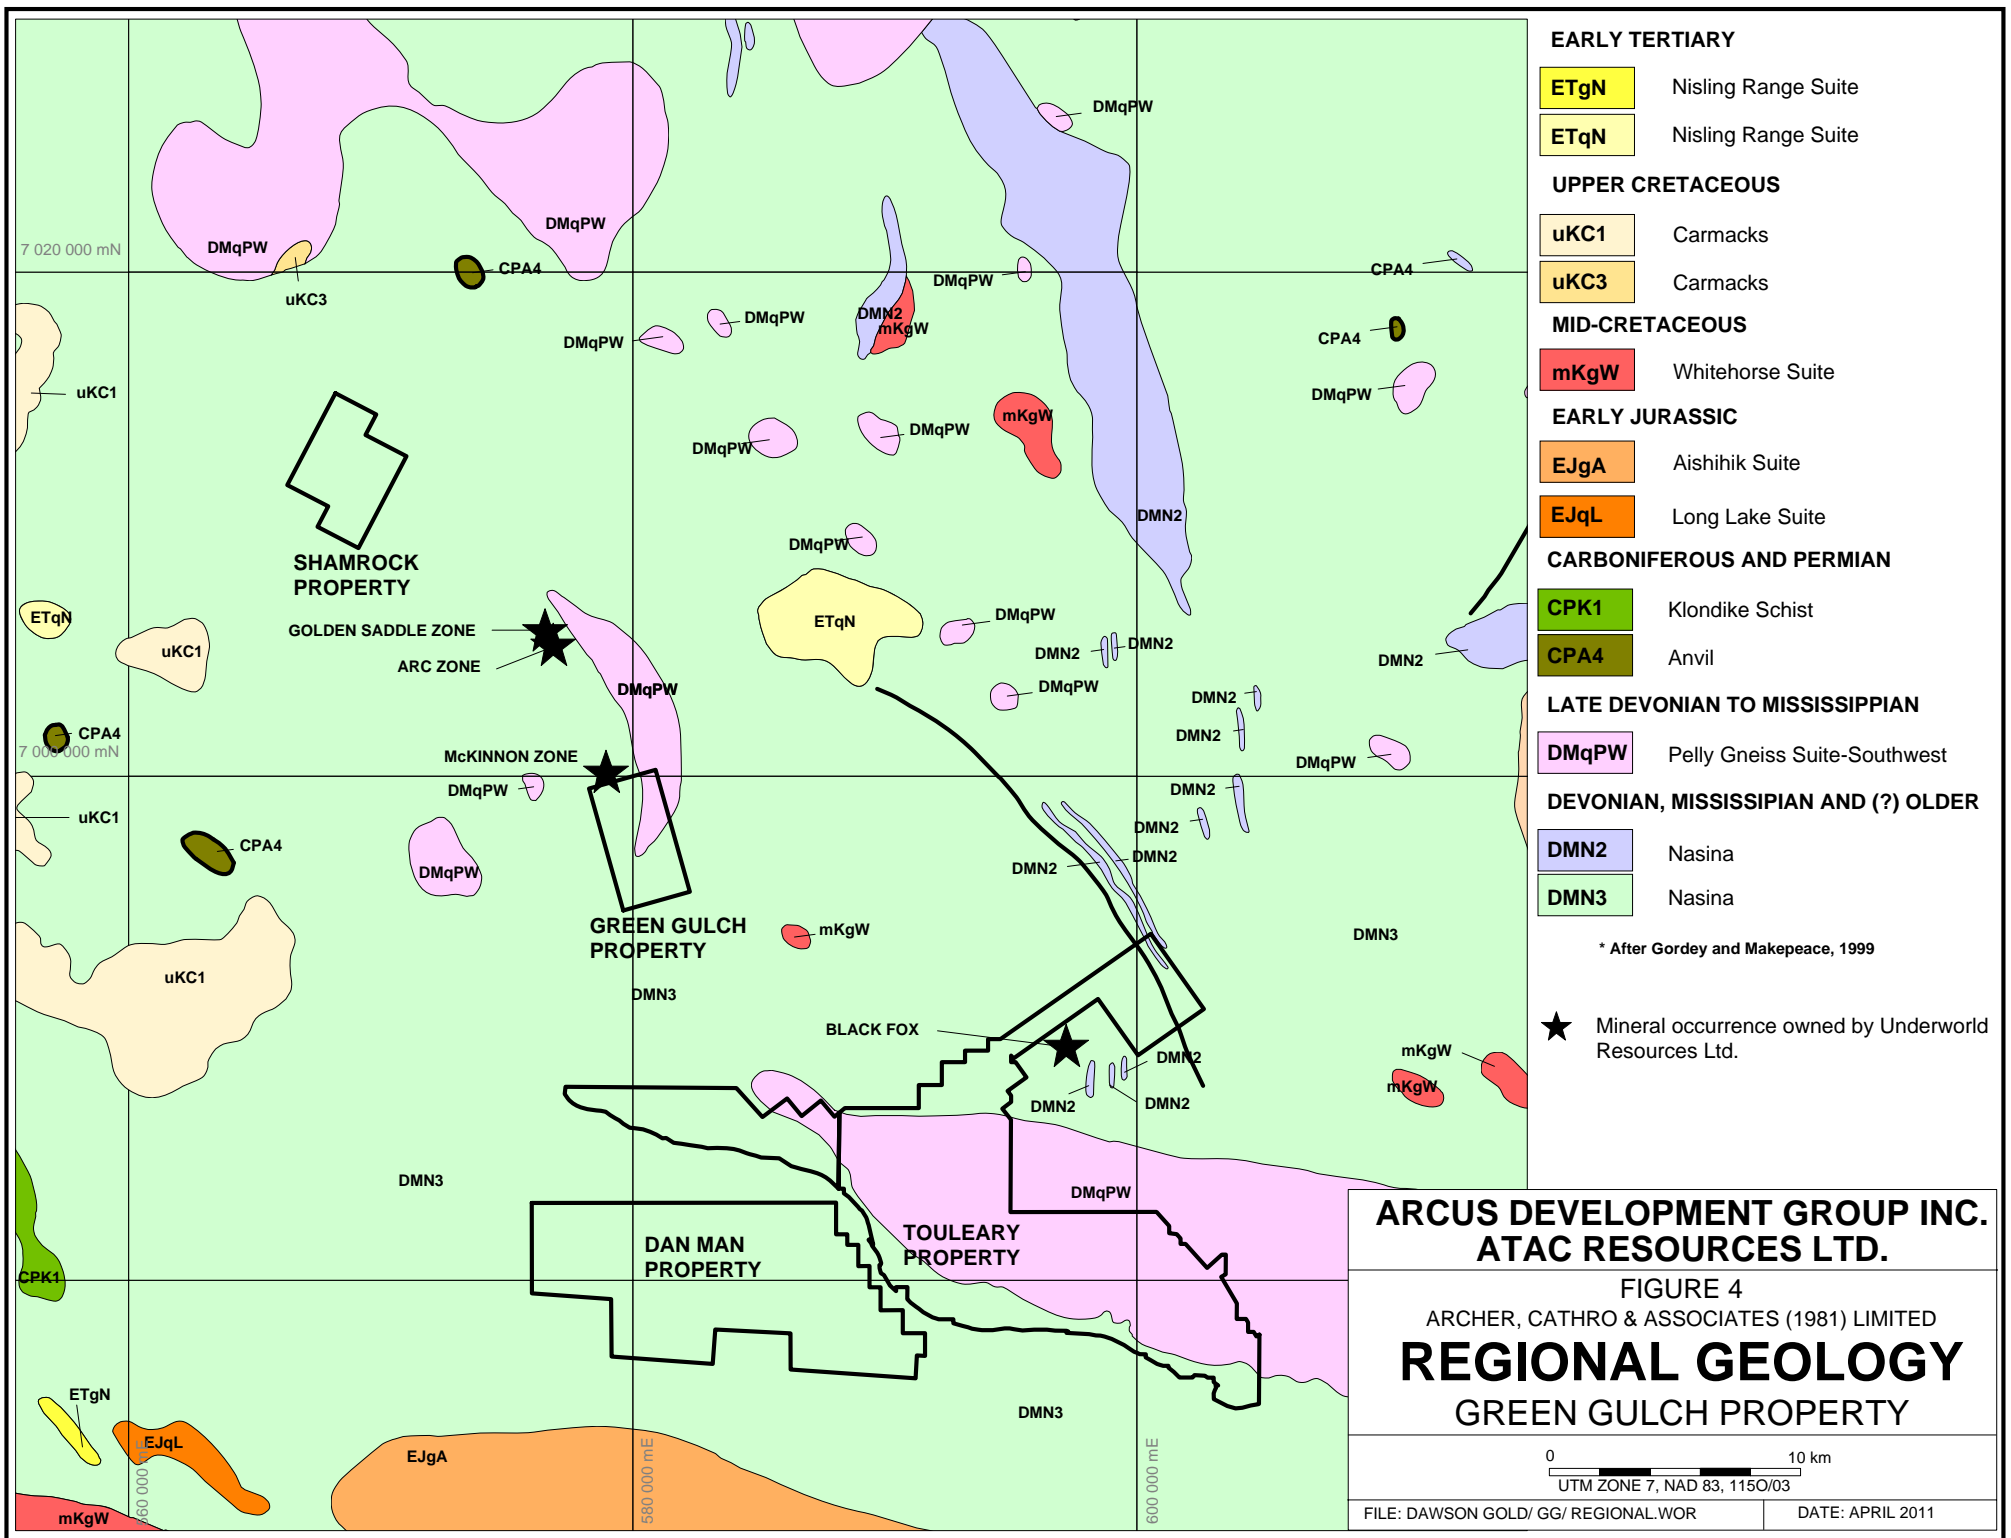 EARLY TERTIARY
ETgN Nisling Range Suite
ETqN Nisling Range Suite
UPPER CRETACEOUS
uKC1 Carmacks
uKC3 Carmacks
MID-CRETACEOUS
mKgW Whitehorse Suite
EARLY JURASSIC
EJgA Aishihik Suite
EJqL Long Lake Suite
CARBONIFEROUS AND PERMIAN
CPK1 Klondike Schist
CPA4 Anvil
LATE DEVONIAN TO MISSISSIPPIAN
DMqPW Pelly Gneiss Suite-Southwest
DEVONIAN, MISSISSIPIAN AND (?) OLDER
DMN2 Nasina
DMN3 Nasina
* After Gordey and Makepeace, 1999
Mineral occurrence owned by Underworld
Resources Ltd.
DMqPW
DMqPW
DMqPW
7 020 000 mN
CPA4
CPA4
DMqPW
uKC3
DMN2
DMqPW
mKgW
CPA4
DMqPW
uKC1
DMqPW
mKgW
DMqPW
DMqPW
DMN2
DMqPW
SHAMROCK
PROPERTY
ETqN
DMqPW
ETqN
GOLDEN SADDLE ZONE
DMN2
DMN2
uKC1
ARC ZONE
DMN2
DMqPW
DMqPW
DMN2
CPA4
DMN2
7 000 000 mN
McKINNON ZONE
DMqPW
DMqPW
DMN2
uKC1
DMN2
CPA4
DMN2
DMN2
DMqPW
GREEN GULCH
PROPERTY
mKgW
DMN3
uKC1
DMN3
BLACK FOX
mKgW
DMN2
mKgW
DMN2
DMN2
DMN3
DMqPW
TOULEARY
PROPERTY
DAN MAN
PROPERTY
CPK1
ETgN
DMN3
EJqL
EJgA
mKgW
560 000 mE
580 000 mE
600 000 mE
ARCUS DEVELOPMENT GROUP INC.
ATAC RESOURCES LTD.
FIGURE 4
ARCHER, CATHRO & ASSOCIATES (1981) LIMITED
REGIONAL GEOLOGY
GREEN GULCH PROPERTY
0 10 km
UTM ZONE 7, NAD 83, 115O/03
FILE: DAWSON GOLD/ GG/ REGIONAL.WOR
DATE: APRIL 2011